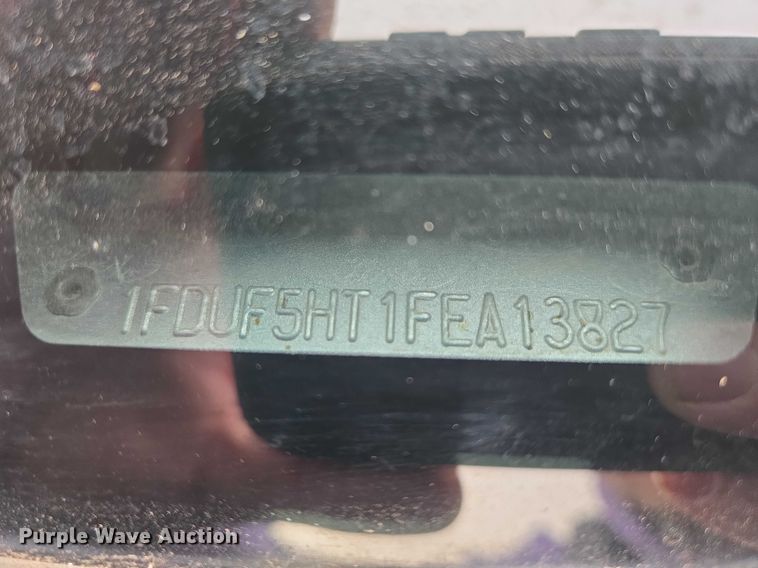 1FDUF5HT1FEA13827
Purple Wave Auction®